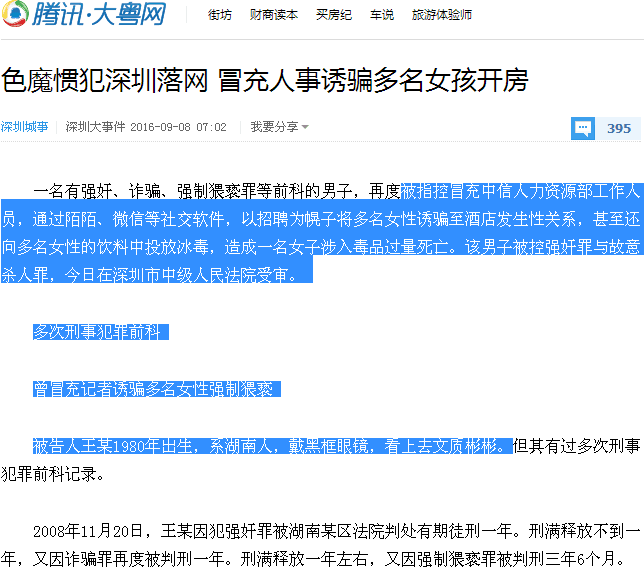 腾讯·大粤网
街坊 财商读本 买房纪 车说 旅游体验师
色魔惯犯深圳落网 冒充人事诱骗多名女孩开房
深圳城事 深圳大事件 2016-09-08 07:02 我要分享 395
一名有强奸、诈骗、强制猥亵罪等前科的男子，再度被指控冒充中信人力资源部工作人
员，通过陌陌、微信等社交软件，以招聘为幌子将多名女性诱骗至酒店发生性关系，甚至还
向多名女性的饮料中投放冰毒，造成一名女子涉入毒品过量死亡。该男子被控强奸罪与故意
杀人罪，今日在深圳市中级人民法院受审。
多次刑事犯罪前科
曾冒充记者诱骗多名女性强制猥亵
被告人王某1980年出生，系湖南人，戴黑框眼镜，看上去文质彬彬。但其有过多次刑事
犯罪前科记录。
2008年11月20日，王某因犯强奸罪被湖南某区法院判处有期徒刑一年。刑满释放不到一
年，又因诈骗罪再度被判刑一年。刑满释放一年左右，又因强制猥亵罪被判刑三年6个月。